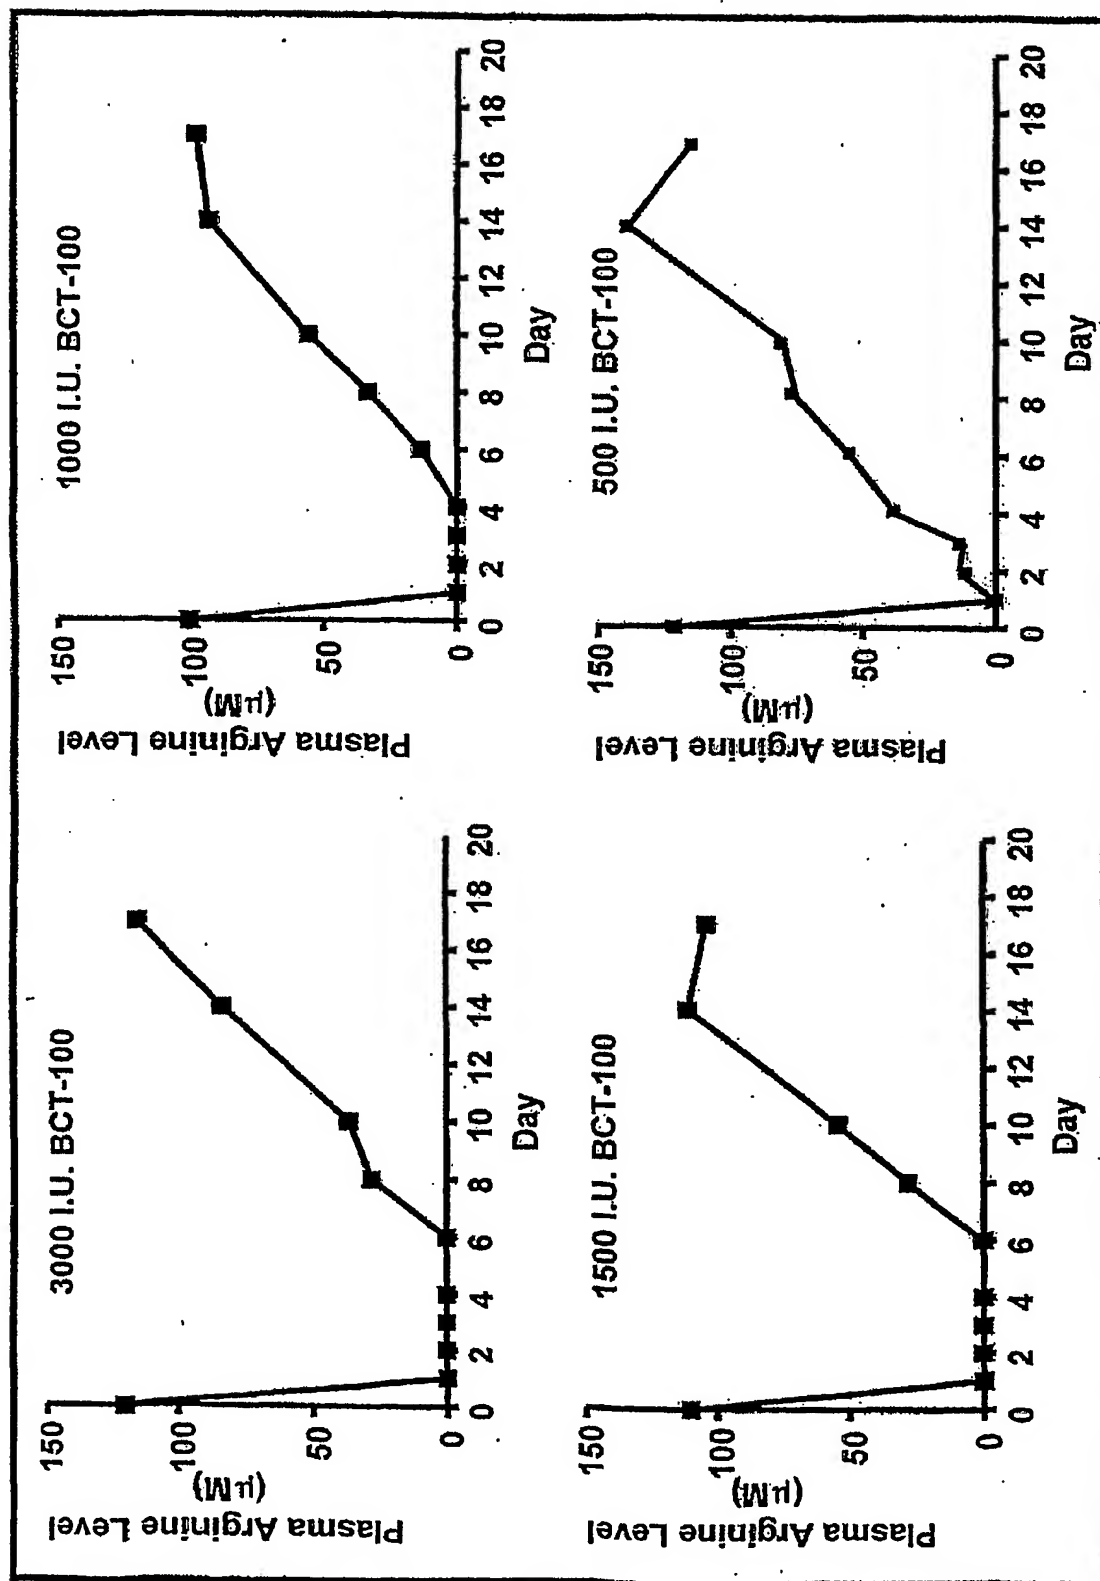 3000 I.U. BCT-100
Plasma Arginine Level
(µM)
150
100
50
0
0 2 4 6 8 10 12 14 16 18 20
Day
1000 I.U. BCT-100
Plasma Arginine Level
(µM)
150
100
50
0
0 2 4 6 8 10 12 14 16 18 20
Day
1500 I.U. BCT-100
Plasma Arginine Level
(µM)
150
100
50
0
0 2 4 6 8 10 12 14 16 18 20
Day
500 I.U. BCT-100
Plasma Arginine Level
(µM)
150
100
50
0
0 2 4 6 8 10 12 14 16 18 20
Day